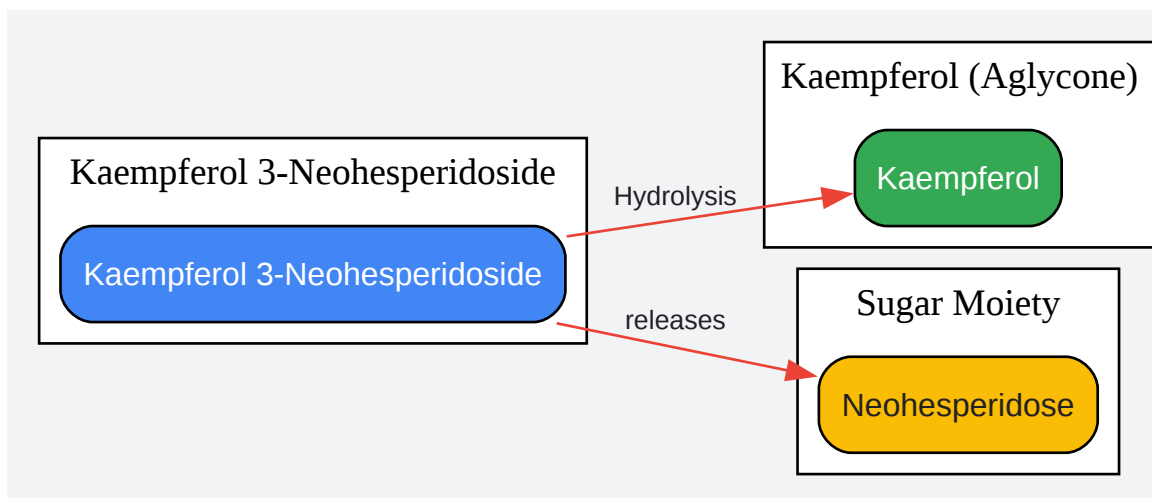 Kaempferol 3-Neohesperidoside
Kaempferol 3-Neohesperidoside
Hydrolysis
releases
Kaempferol (Aglycone)
Kaempferol
Sugar Moiety
Neohesperidose